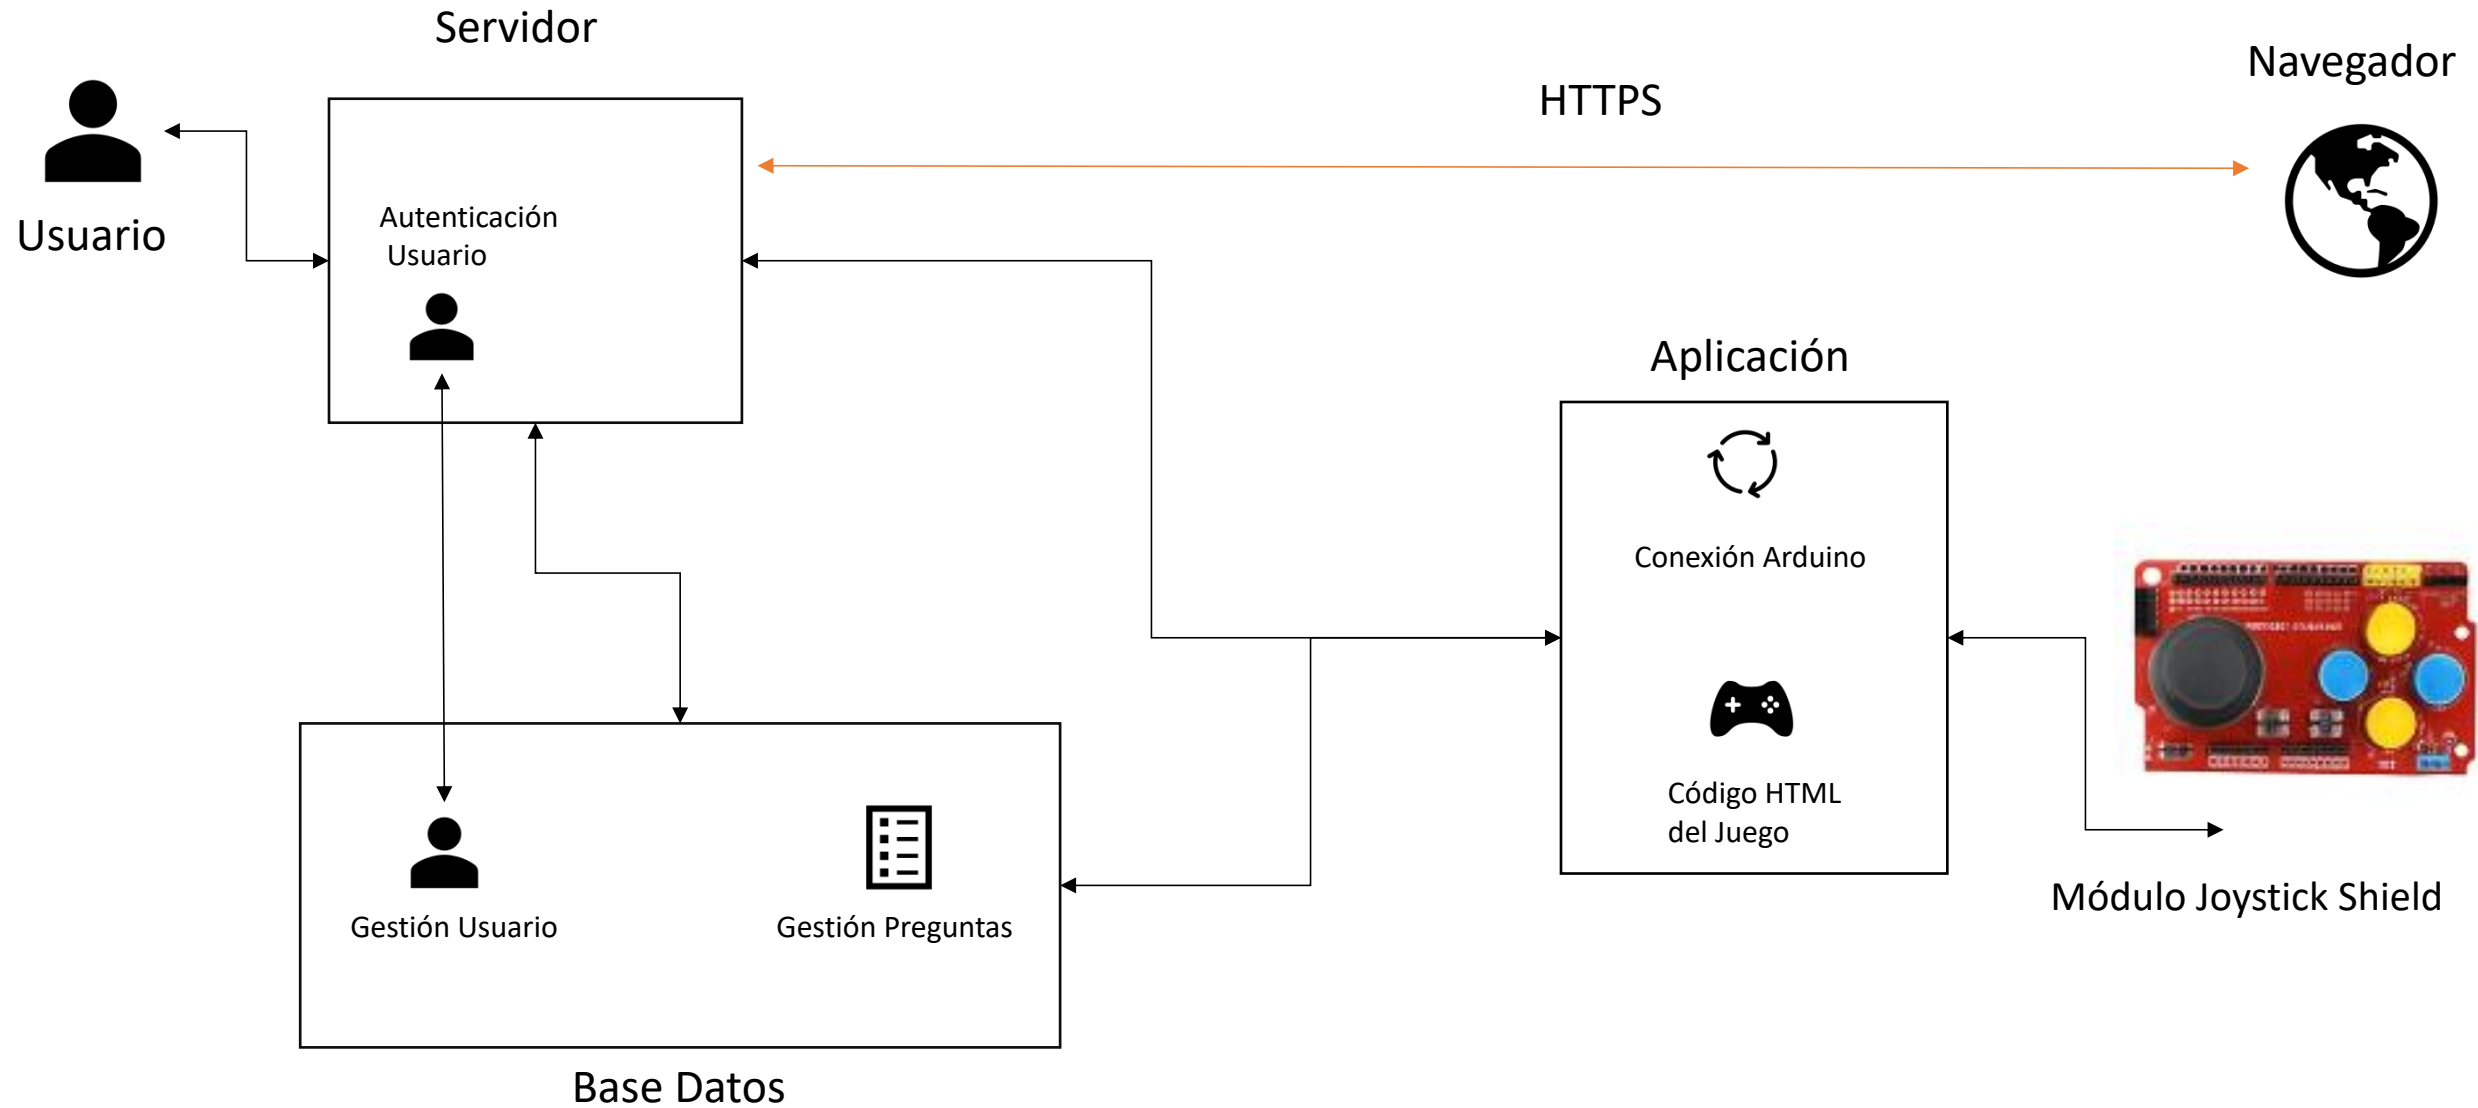 Servidor
Navegador
HTTPS
Usuario
Autenticación
Usuario
Aplicación
Conexión Arduino
Código HTML
del Juego
Módulo Joystick Shield
Gestión Usuario
Gestión Preguntas
Base Datos